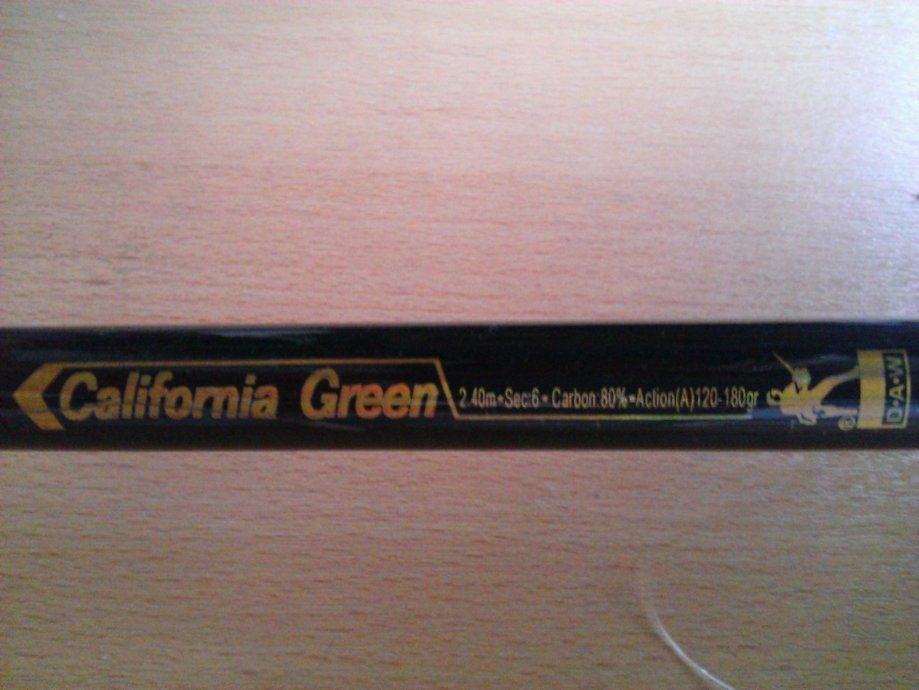 California Green
2.40m•Sec:6•Carbon:80%•Action(A)120-180gr
®
D•A•W